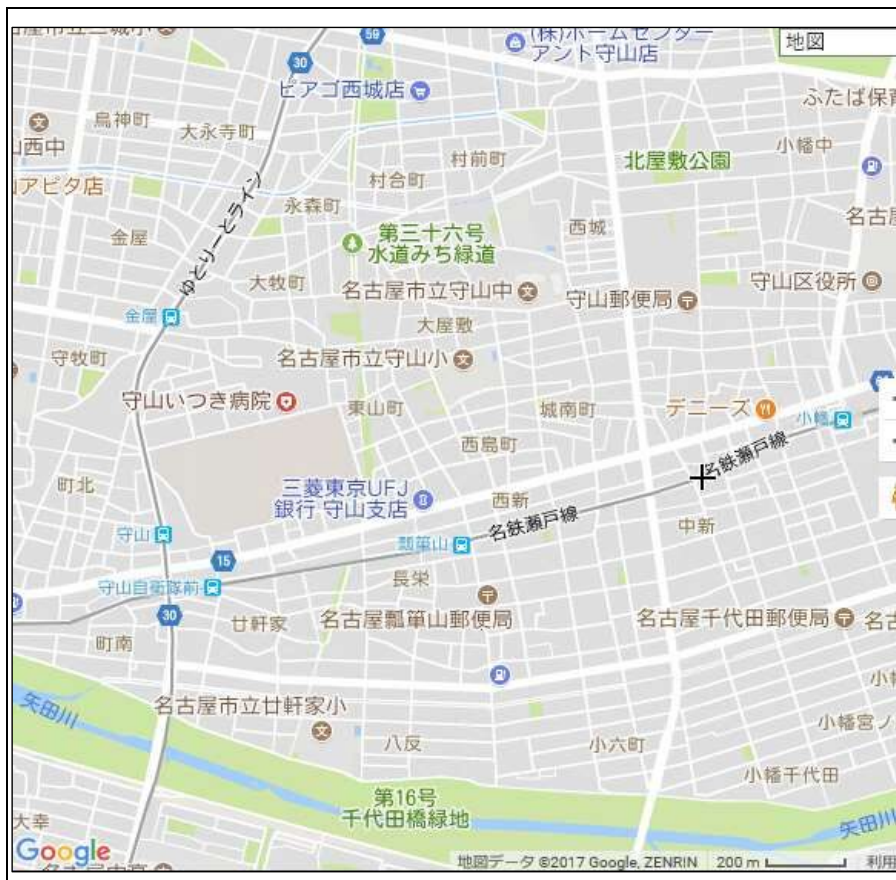 59
(株)ホームセンター
アント守山店
地図
30
ピアゴ西城店
ふたば保
鳥神町
大永寺町
山西中
村前町
北屋敷公園
小幡中
アピタ店
村合町
ゆとりーとライン
永森町
西城
名古
金屋
第三十六号
水道みち緑道
大牧町
名古屋市立守山中
守山郵便局
守山区役所
金屋
大屋敷
守牧町
名古屋市立守山小
守山いつき病院
東山町
城南町
デニーズ
小幡
西島町
名鉄瀬戸線
町北
三菱東京UFJ
銀行 守山支店
西新
名鉄瀬戸線
中新
守山
瓢箪山
15
守山自衛隊前
長栄
30
廿軒家
名古屋瓢箪山郵便局
名古屋千代田郵便局
名
町南
矢田川
名古屋市立廿軒家小
八反
小六町
小幡宮ノ
小幡千代田
第16号
千代田橋緑地
大幸
矢田川
Google
地図データ ©2017 Google, ZENRIN
200 m
利用